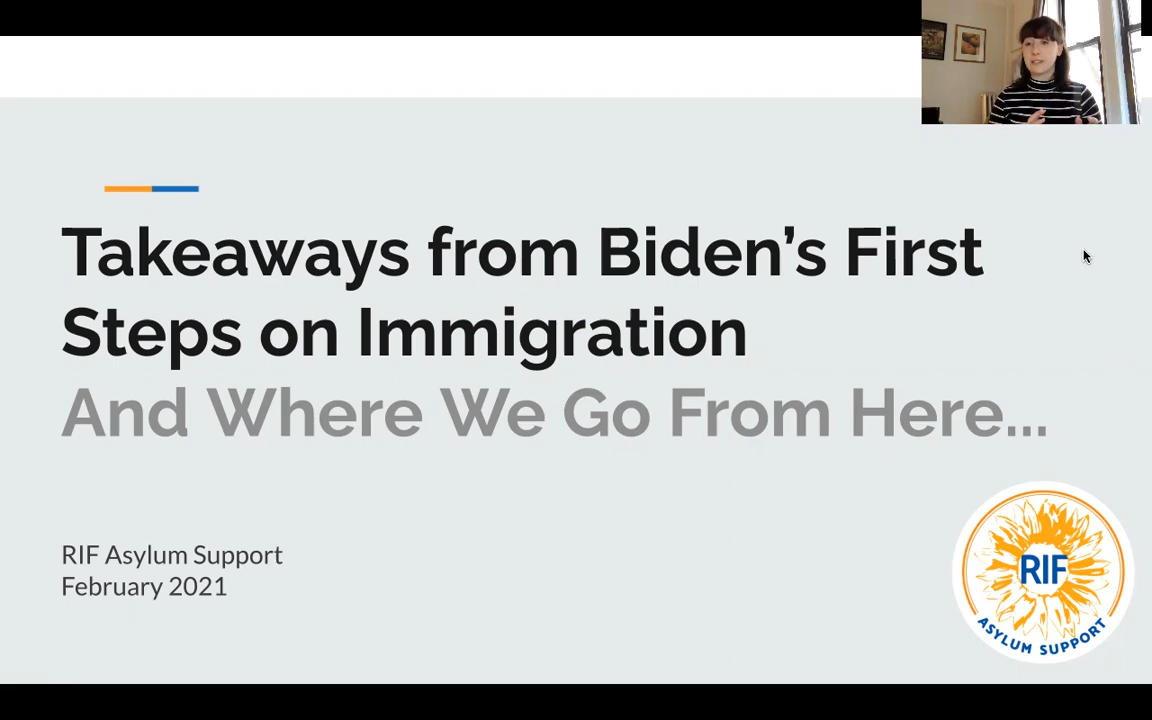 Takeaways from Biden’s First
Steps on Immigration
And Where We Go From Here...
RIF Asylum Support
February 2021
RIF
ASYLUM SUPPORT